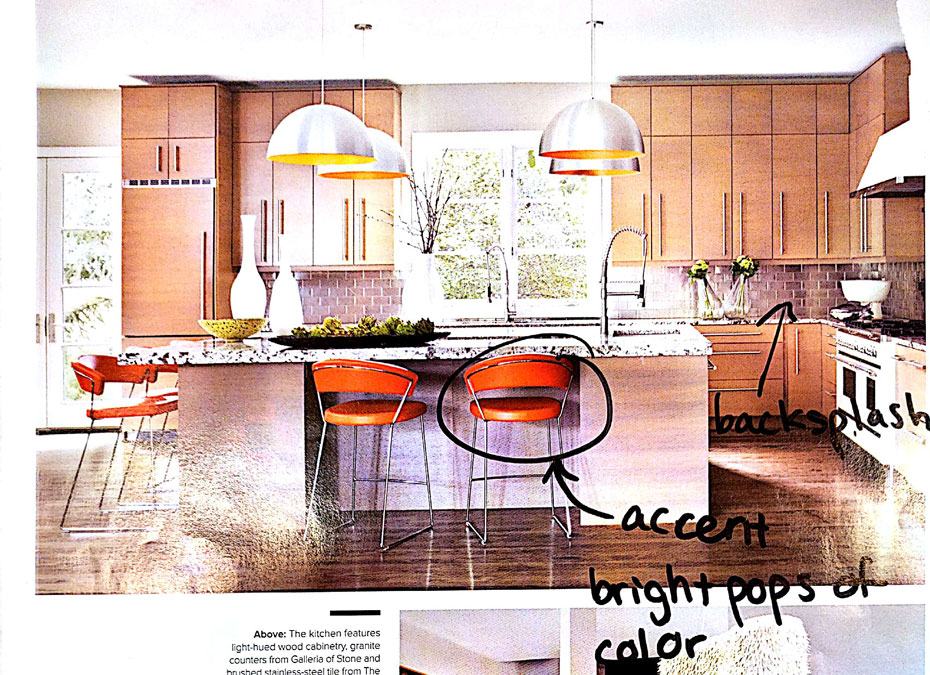 backsplash
accent
bright pops of
color
Above: The kitchen features
light-hued wood cabinetry, granite
counters from Galleria of Stone and
brushed stainless-steel tile from The